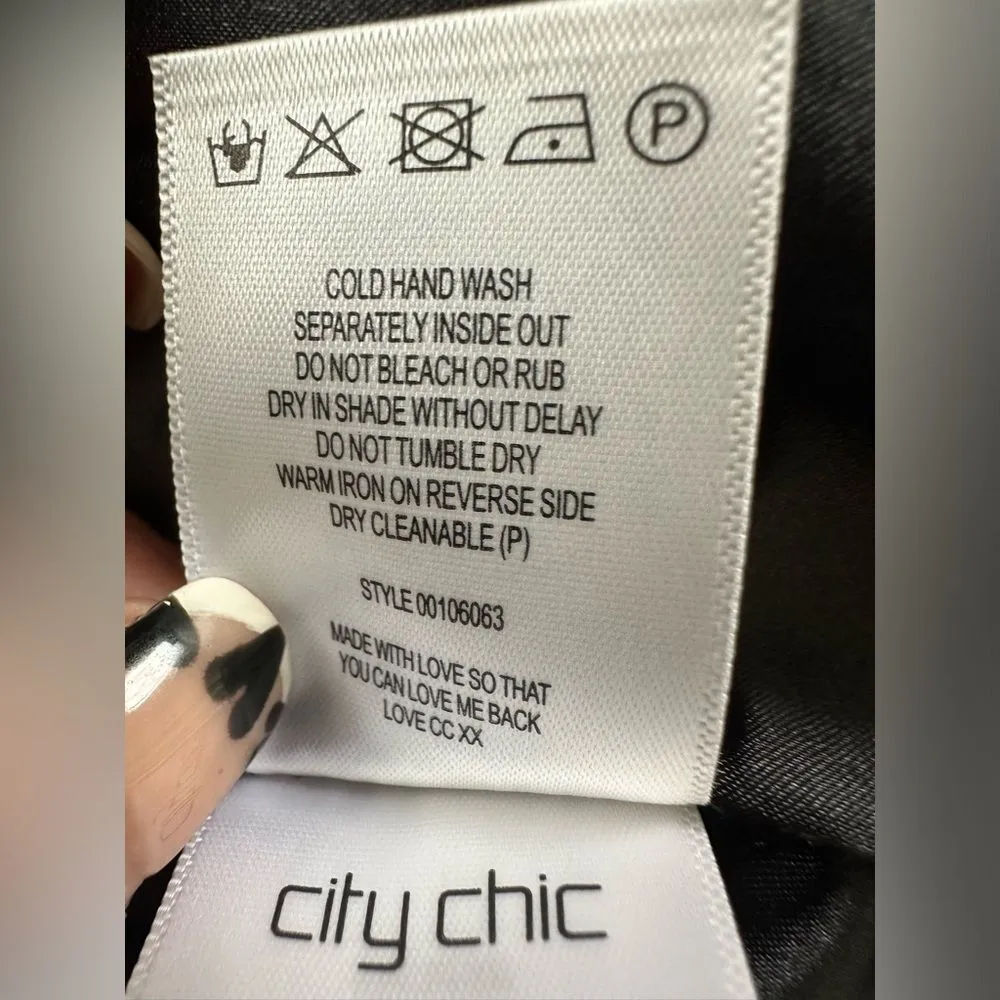 P
COLD HAND WASH
SEPARATELY INSIDE OUT
DO NOT BLEACH OR RUB
DRY IN SHADE WITHOUT DELAY
DO NOT TUMBLE DRY
WARM IRON ON REVERSE SIDE
DRY CLEANABLE (P)
STYLE 00106063
MADE WITH LOVE SO THAT
YOU CAN LOVE ME BACK
LOVE CC XX
city chic